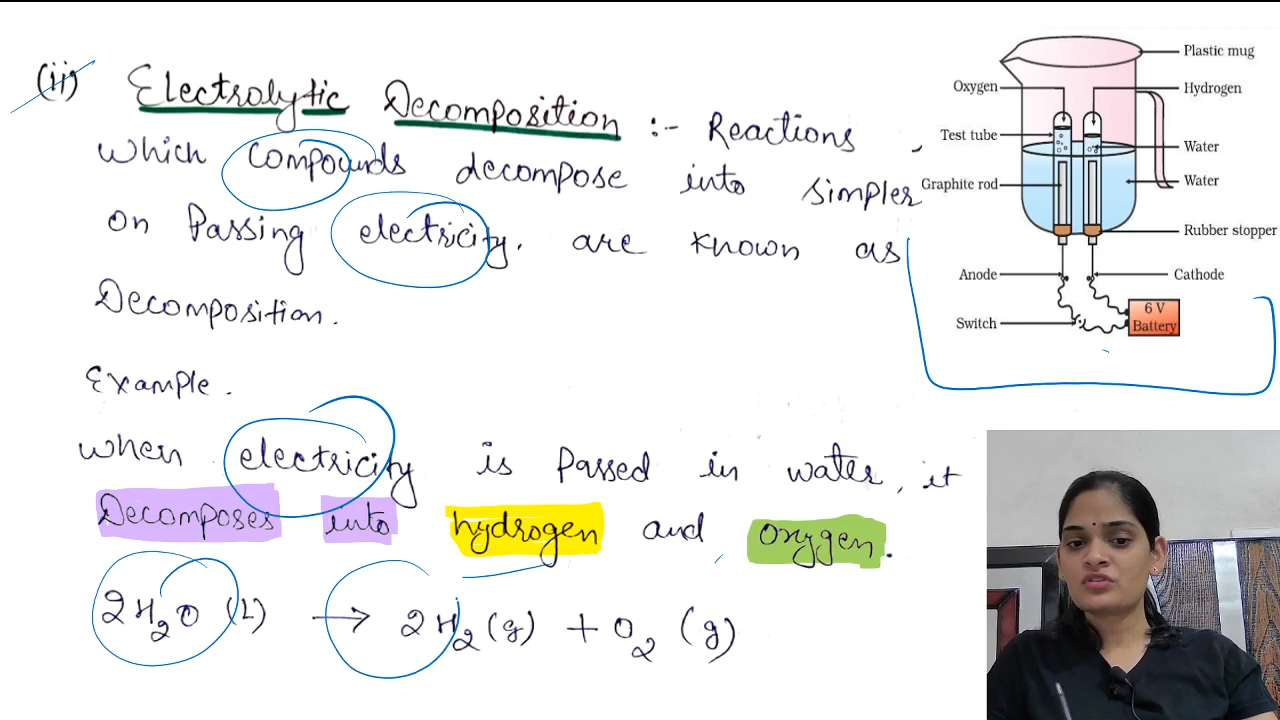 (ii) Electrolytic Decomposition :- Reactions
which compounds decompose into simpler
on Passing electricity. are known as
Decomposition.
Example.
when electricity is Passed in water, it
Decomposes into hydrogen and oxygen.
2H₂O (L) → 2H₂ (g) + O₂ (g)
Plastic mug
Oxygen
Hydrogen
Test tube
Water
Graphite rod
Water
Rubber stopper
Anode
Cathode
Switch
6 V
Battery